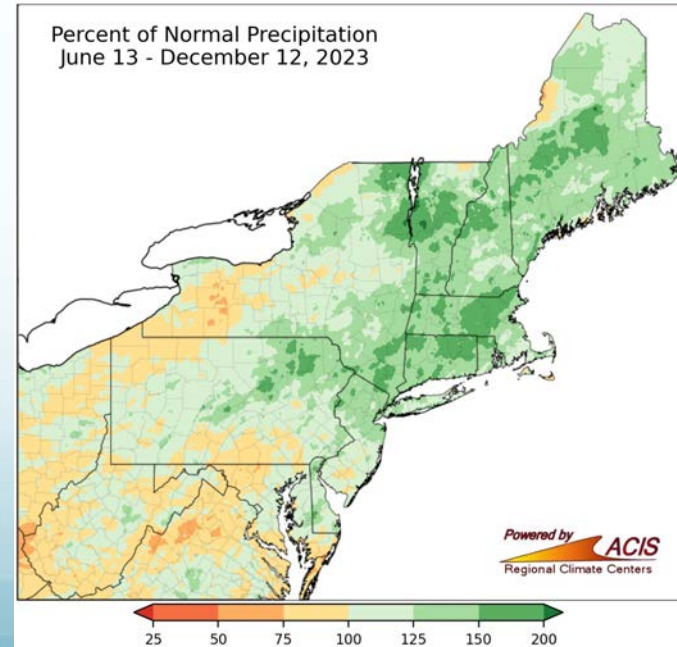 Percent of Normal Precipitation
June 13 - December 12, 2023
Powered by
ACIS
Regional Climate Centers
25 50 75 100 125 150 200